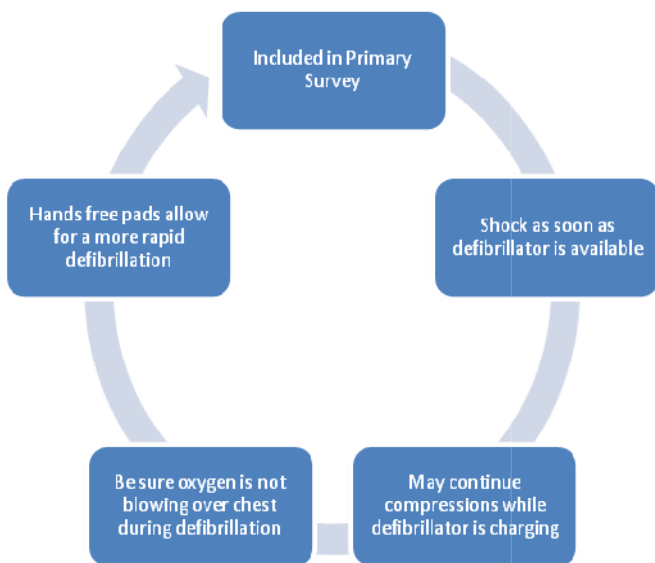 Included in Primary
Survey
Shock as soon as
defibrillator is available
May continue
compressions while
defibrillator is charging
Be sure oxygen is not
blowing over chest
during defibrillation
Hands free pads allow
for a more rapid
defibrillation